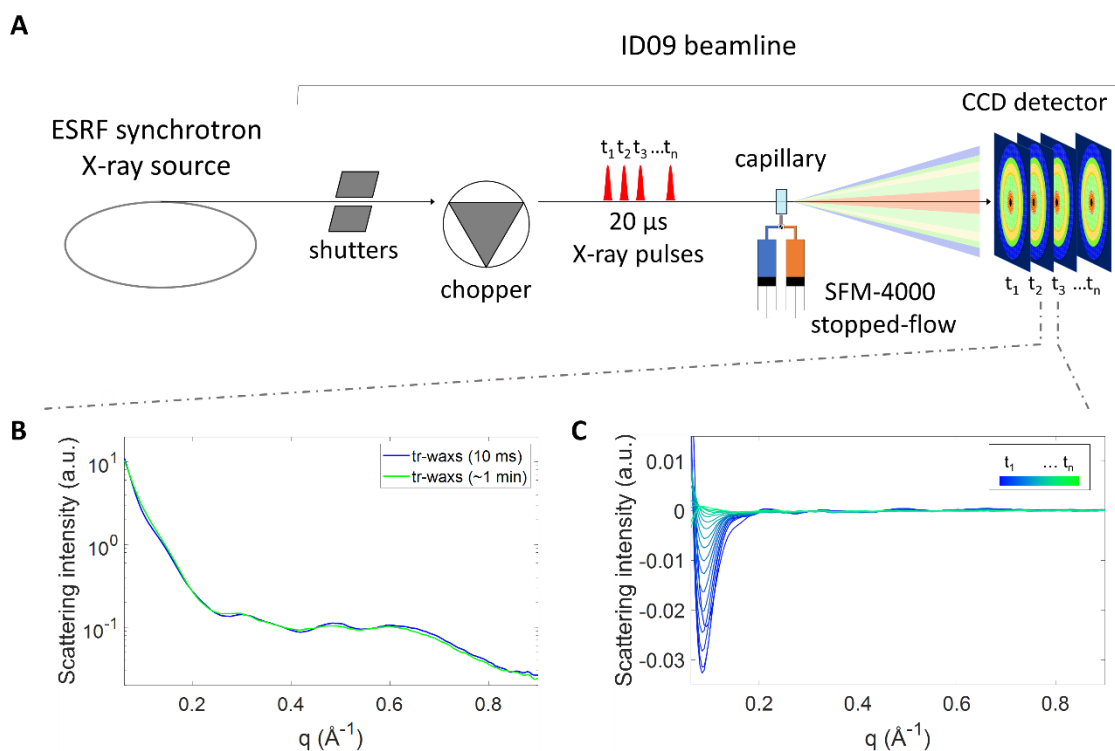 A
ID09 beamline
ESRF synchrotron
X-ray source
CCD detector
t₁ t₂ t₃ ...tₙ
capillary
shutters
chopper
20 µs
X-ray pulses
SFM-4000
stopped-flow
t₁ t₂ t₃ ...tₙ
B
Scattering intensity (a.u.)
10¹
10⁰
10⁻¹
tr-waxs (10 ms)
tr-waxs (~1 min)
0.2 0.4 0.6 0.8
q (Å⁻¹)
C
Scattering intensity (a.u.)
0.01
0
-0.01
-0.02
-0.03
t₁ ... tₙ
0.2 0.4 0.6 0.8
q (Å⁻¹)